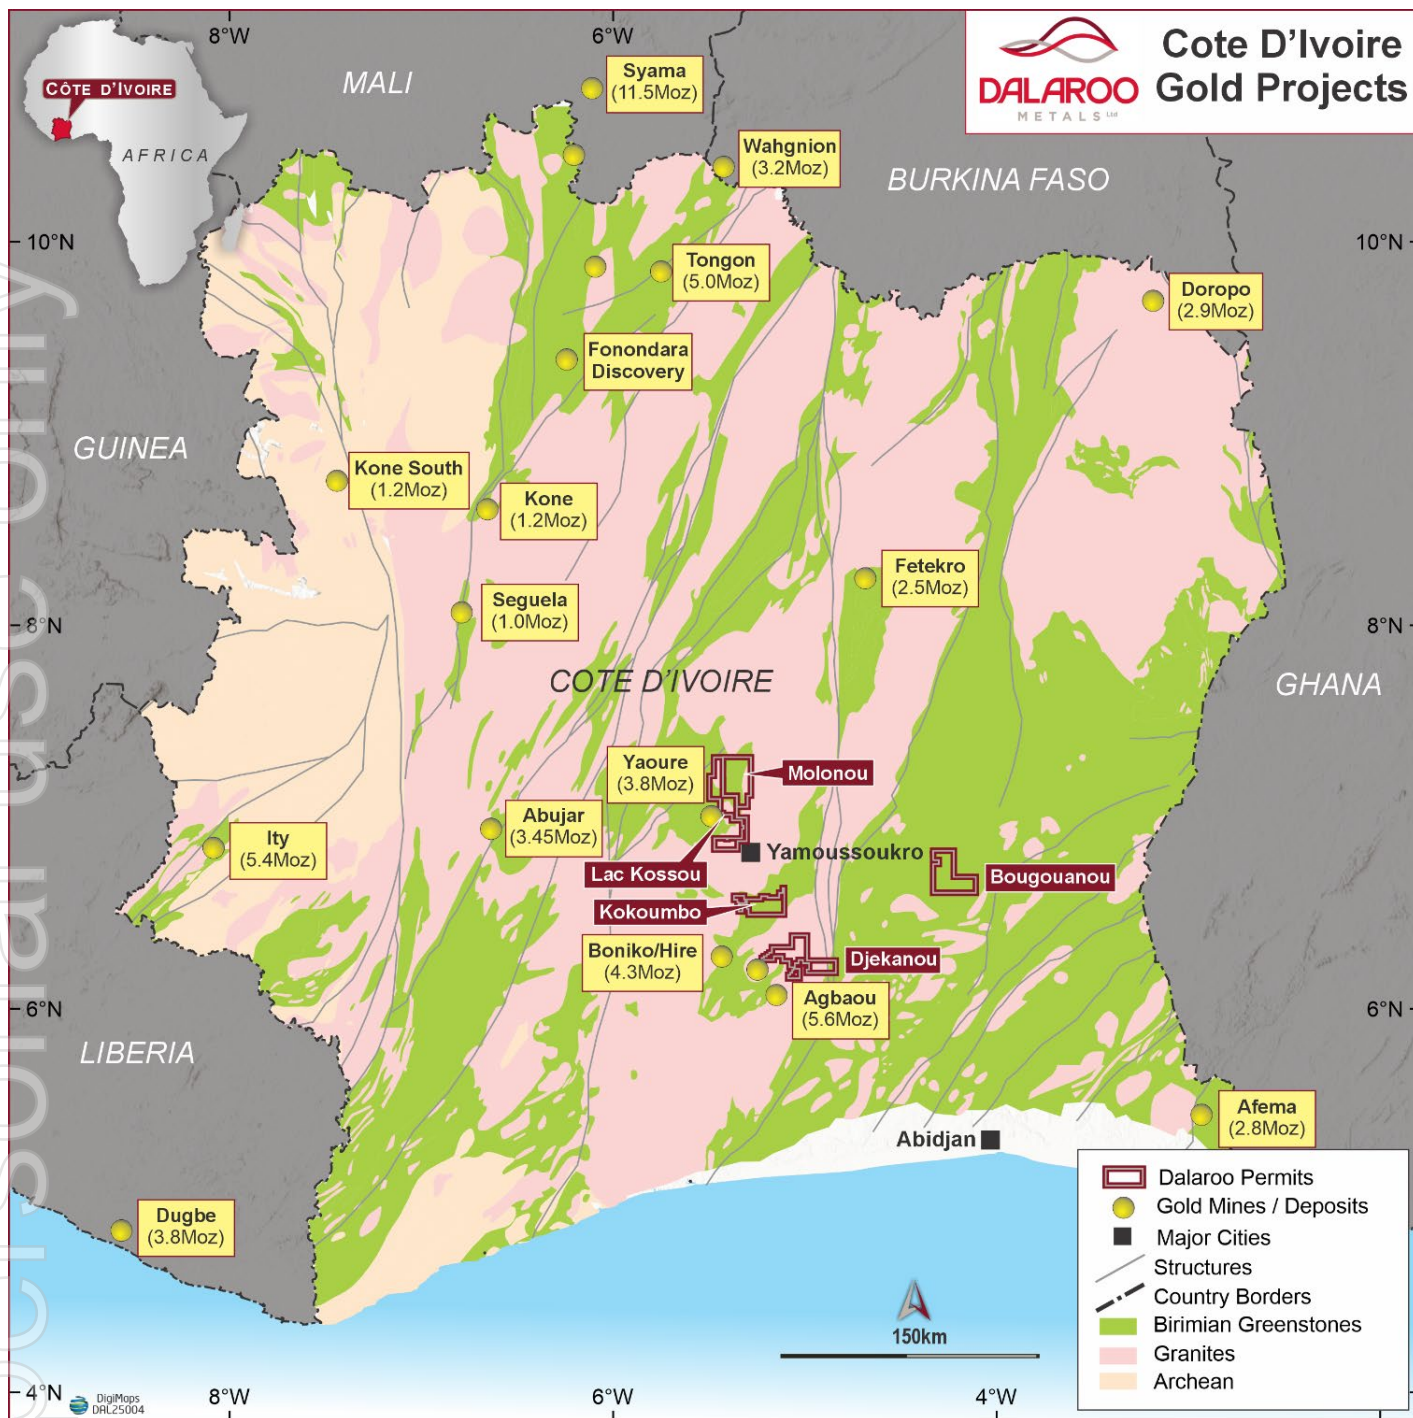 8°W
6°W
DALAROO
METALS Ltd
Cote D'Ivoire
Gold Projects
CÔTE D'IVOIRE
AFRICA
MALI
Syama
(11.5Moz)
Wahgnion
(3.2Moz)
BURKINA FASO
10°N
10°N
Tongon
(5.0Moz)
Doropo
(2.9Moz)
Fonondara
Discovery
GUINEA
Kone South
(1.2Moz)
Kone
(1.2Moz)
Fetekro
(2.5Moz)
Seguela
(1.0Moz)
8°N
8°N
COTE D'IVOIRE
GHANA
Yaoure
(3.8Moz)
Molonou
Abujar
(3.45Moz)
Ity
(5.4Moz)
Yamoussoukro
Lac Kossou
Bougouanou
Kokoumbo
Boniko/Hire
(4.3Moz)
Djekanou
Agbaou
(5.6Moz)
6°N
6°N
LIBERIA
Afema
(2.8Moz)
Abidjan
Dugbe
(3.8Moz)
Dalaroo Permits
Gold Mines / Deposits
Major Cities
Structures
Country Borders
Birimian Greenstones
Granites
Archean
150km
4°N
8°W
6°W
4°W
DigiMaps
DAL25004
personal use only